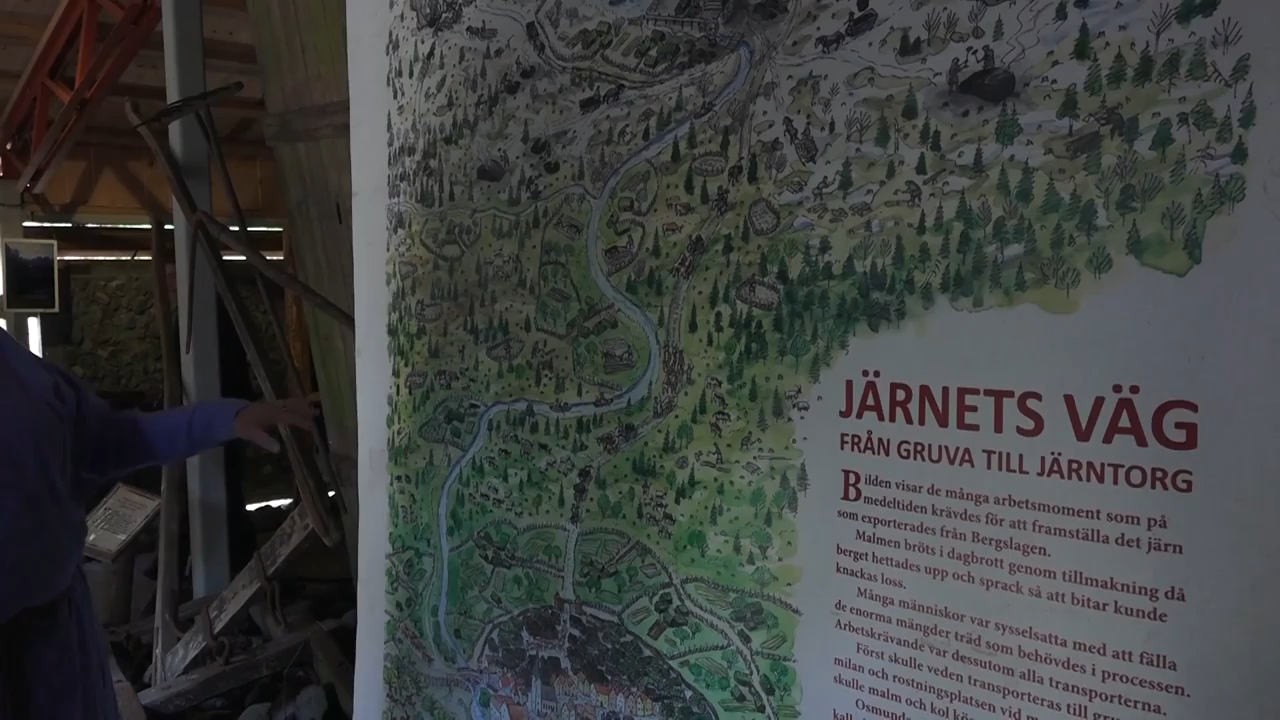 JÄRNETS VÄG
FRÅN GRUVA TILL JÄRNTORG
Bilden visar de många arbetsmoment som på
medeltiden krävdes för att framställa det järn
som exporterades från Bergslagen.
Malmen bröts i dagbrott genom tillmakning då
berget hettades upp och sprack så att bitar kunde
knackas loss.
Många människor var sysselsatta med att fälla
de enorma mängder träd som behövdes i processen.
Arbetskrävande var dessutom alla transporterna.
Först skulle veden transporteras till
milan och rostningsplatsen vid
skulle malm och kol